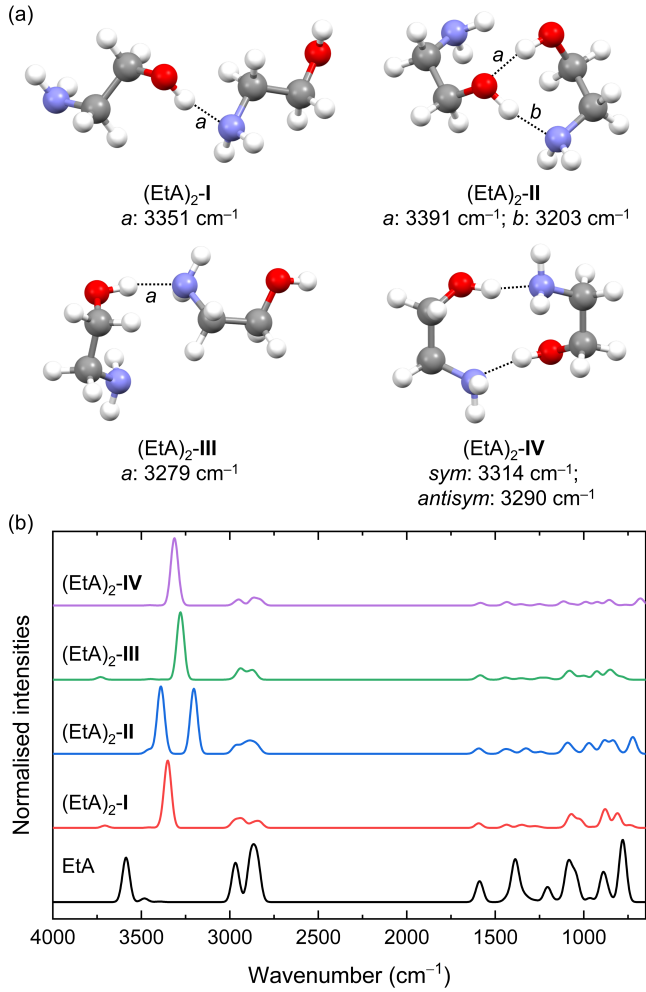 (a)
a
a
b
(EtA)₂-I
(EtA)₂-II
a: 3351 cm⁻¹
a: 3391 cm⁻¹; b: 3203 cm⁻¹
a
(EtA)₂-III
(EtA)₂-IV
a: 3279 cm⁻¹
sym: 3314 cm⁻¹;
antisym: 3290 cm⁻¹
(b)
(EtA)₂-IV
(EtA)₂-III
(EtA)₂-II
(EtA)₂-I
EtA
Normalised intensities
4000 3500 3000 2500 2000 1500 1000
Wavenumber (cm⁻¹)